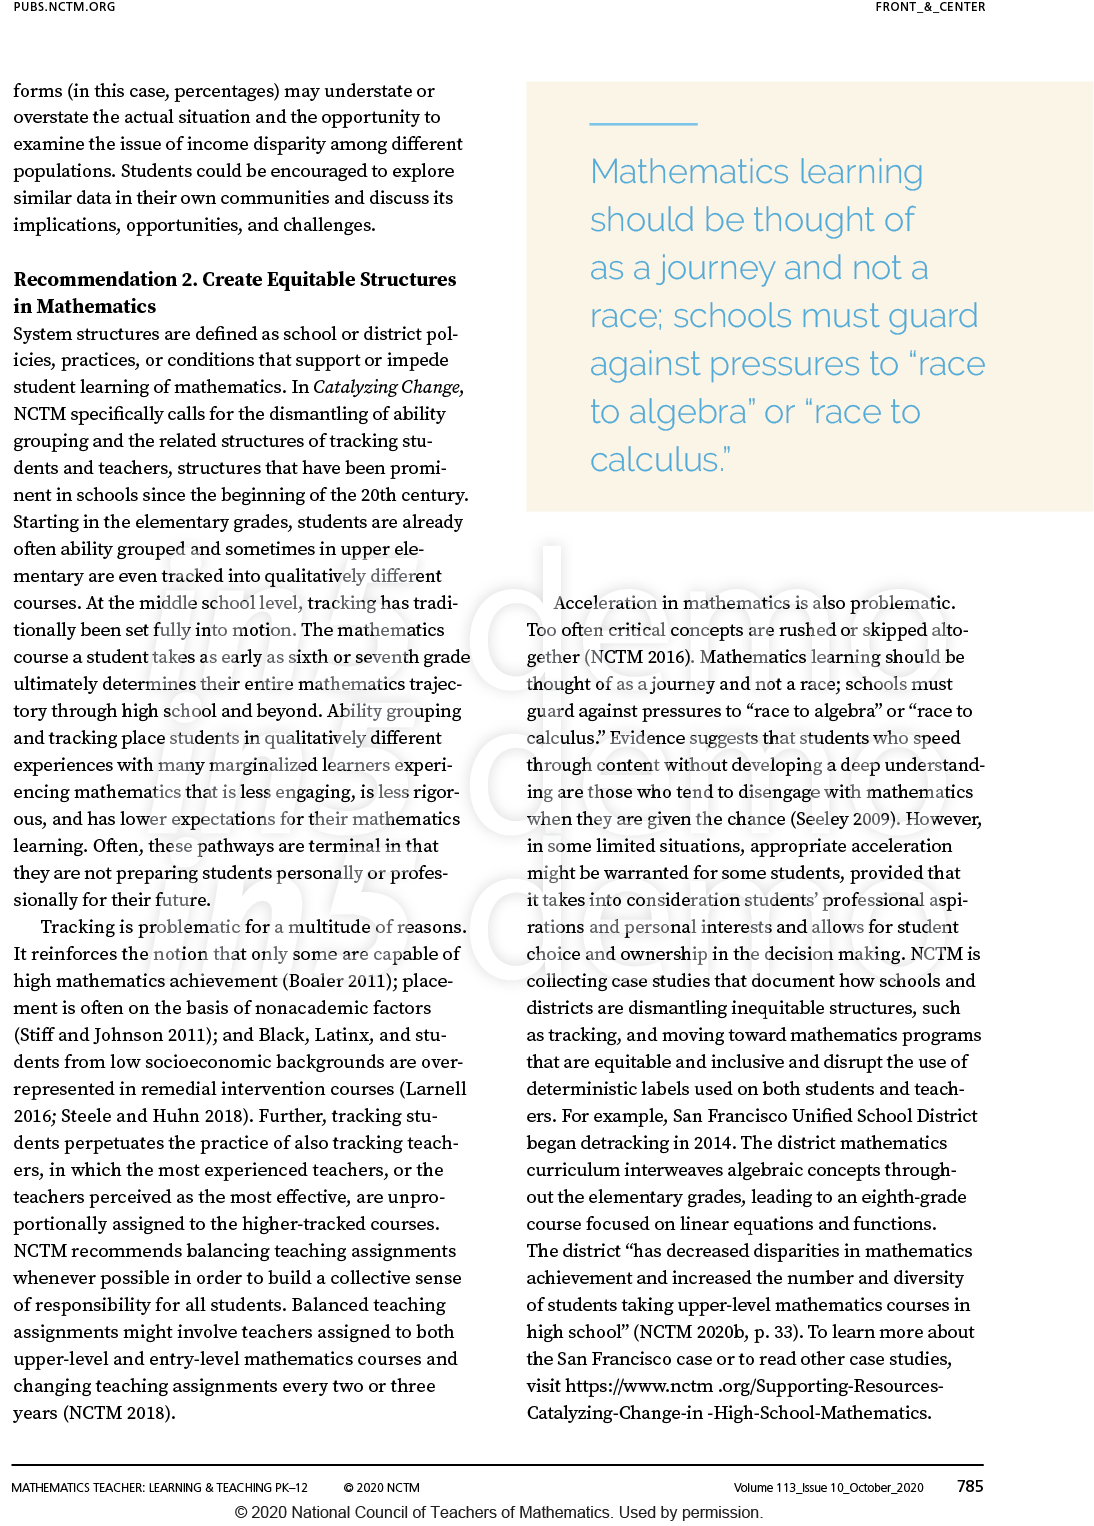 PUBS.NCTM.ORG
FRONT_&_CENTER
forms (in this case, percentages) may understate or
overstate the actual situation and the opportunity to
examine the issue of income disparity among different
populations. Students could be encouraged to explore
similar data in their own communities and discuss its
implications, opportunities, and challenges.
Recommendation 2. Create Equitable Structures
in Mathematics
System structures are defined as school or district pol-
icies, practices, or conditions that support or impede
student learning of mathematics. In Catalyzing Change,
NCTM specifically calls for the dismantling of ability
grouping and the related structures of tracking stu-
dents and teachers, structures that have been promi-
nent in schools since the beginning of the 20th century.
Starting in the elementary grades, students are already
often ability grouped and sometimes in upper ele-
mentary are even tracked into qualitatively different
courses. At the middle school level, tracking has tradi-
tionally been set fully into motion. The mathematics
course a student takes as early as sixth or seventh grade
ultimately determines their entire mathematics trajec-
tory through high school and beyond. Ability grouping
and tracking place students in qualitatively different
experiences with many marginalized learners experi-
encing mathematics that is less engaging, is less rigor-
ous, and has lower expectations for their mathematics
learning. Often, these pathways are terminal in that
they are not preparing students personally or profes-
sionally for their future.
Tracking is problematic for a multitude of reasons.
It reinforces the notion that only some are capable of
high mathematics achievement (Boaler 2011); place-
ment is often on the basis of nonacademic factors
(Stiff and Johnson 2011); and Black, Latinx, and stu-
dents from low socioeconomic backgrounds are over-
represented in remedial intervention courses (Larnell
2016; Steele and Huhn 2018). Further, tracking stu-
dents perpetuates the practice of also tracking teach-
ers, in which the most experienced teachers, or the
teachers perceived as the most effective, are unpro-
portionally assigned to the higher-tracked courses.
NCTM recommends balancing teaching assignments
whenever possible in order to build a collective sense
of responsibility for all students. Balanced teaching
assignments might involve teachers assigned to both
upper-level and entry-level mathematics courses and
changing teaching assignments every two or three
years (NCTM 2018).
Mathematics learning
should be thought of
as a journey and not a
race; schools must guard
against pressures to “race
to algebra” or “race to
calculus.”
Acceleration in mathematics is also problematic.
Too often critical concepts are rushed or skipped alto-
gether (NCTM 2016). Mathematics learning should be
thought of as a journey and not a race; schools must
guard against pressures to “race to algebra” or “race to
calculus.” Evidence suggests that students who speed
through content without developing a deep understand-
ing are those who tend to disengage with mathematics
when they are given the chance (Seeley 2009). However,
in some limited situations, appropriate acceleration
might be warranted for some students, provided that
it takes into consideration students’ professional aspi-
rations and personal interests and allows for student
choice and ownership in the decision making. NCTM is
collecting case studies that document how schools and
districts are dismantling inequitable structures, such
as tracking, and moving toward mathematics programs
that are equitable and inclusive and disrupt the use of
deterministic labels used on both students and teach-
ers. For example, San Francisco Unified School District
began detracking in 2014. The district mathematics
curriculum interweaves algebraic concepts through-
out the elementary grades, leading to an eighth-grade
course focused on linear equations and functions.
The district “has decreased disparities in mathematics
achievement and increased the number and diversity
of students taking upper-level mathematics courses in
high school” (NCTM 2020b, p. 33). To learn more about
the San Francisco case or to read other case studies,
visit https://www.nctm .org/Supporting-Resources-
Catalyzing-Change-in -High-School-Mathematics.
in5 demo
in5 demo
in5 demo
MATHEMATICS TEACHER: LEARNING & TEACHING PK–12 © 2020 NCTM
Volume 113_Issue 10_October_2020 785
© 2020 National Council of Teachers of Mathematics. Used by permission.